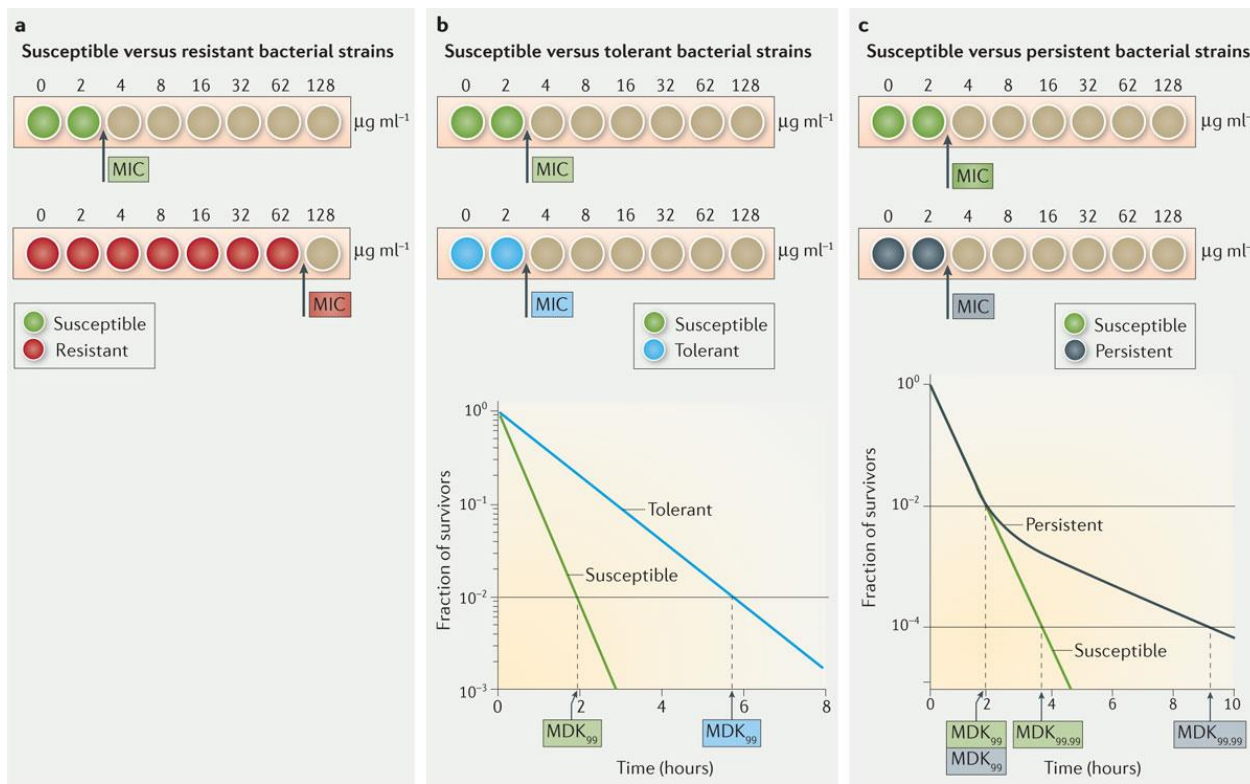 a
Susceptible versus resistant bacterial strains
0 2 4 8 16 32 62 128
µg ml⁻¹
MIC
0 2 4 8 16 32 62 128
µg ml⁻¹
MIC
Susceptible
Resistant
b
Susceptible versus tolerant bacterial strains
0 2 4 8 16 32 62 128
µg ml⁻¹
MIC
0 2 4 8 16 32 62 128
µg ml⁻¹
MIC
Susceptible
Tolerant
Fraction of survivors
10⁰
10⁻¹
10⁻²
10⁻³
Tolerant
Susceptible
0 2 4 6 8
MDK₉₉ MDK₉₉
Time (hours)
c
Susceptible versus persistent bacterial strains
0 2 4 8 16 32 62 128
µg ml⁻¹
MIC
0 2 4 8 16 32 62 128
µg ml⁻¹
MIC
Susceptible
Persistent
Fraction of survivors
10⁰
10⁻²
10⁻⁴
Persistent
Susceptible
0 2 4 6 8 10
MDK₉₉ MDK₉₉.₉₉ MDK₉₉.₉₉
MDK₉₉
Time (hours)